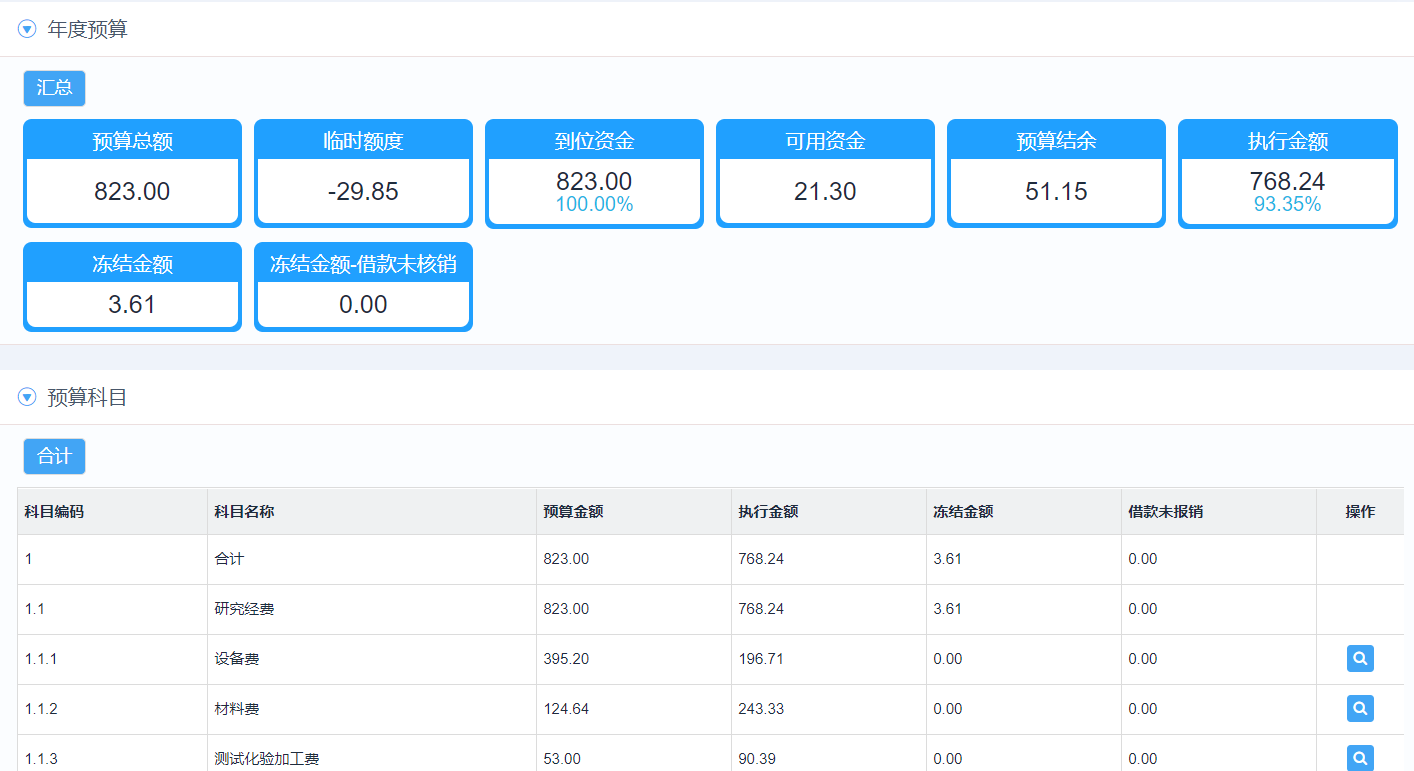 年度预算
汇总
预算总额 临时额度 到位资金 可用资金 预算结余 执行金额
823.00 -29.85 823.00 21.30 51.15 768.24
100.00% 93.35%
冻结金额 冻结金额-借款未核销
3.61 0.00
预算科目
合计
科目编码 科目名称 预算金额 执行金额 冻结金额 借款未报销 操作
1 合计 823.00 768.24 3.61 0.00
1.1 研究经费 823.00 768.24 3.61 0.00
1.1.1 设备费 395.20 196.71 0.00 0.00
1.1.2 材料费 124.64 243.33 0.00 0.00
1.1.3 测试化验加工费 53.00 90.39 0.00 0.00